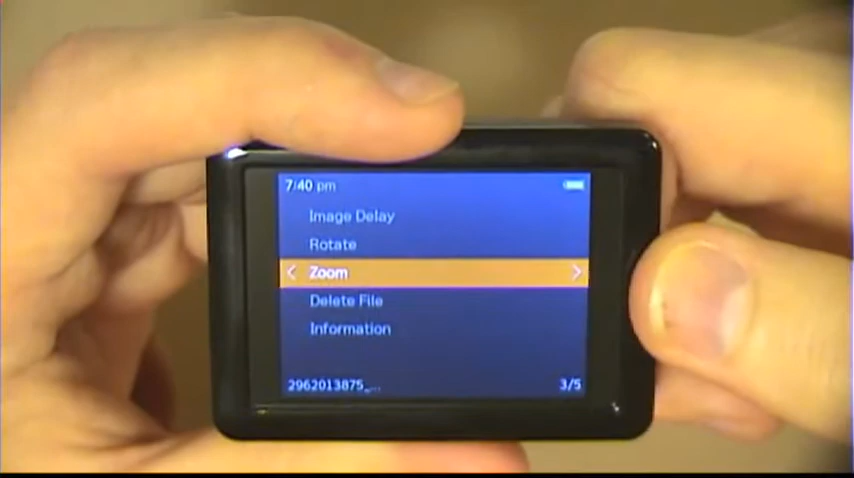 7:40 pm
Image Delay
Rotate
< Zoom >
Delete File
Information
2962013875_... 3/5